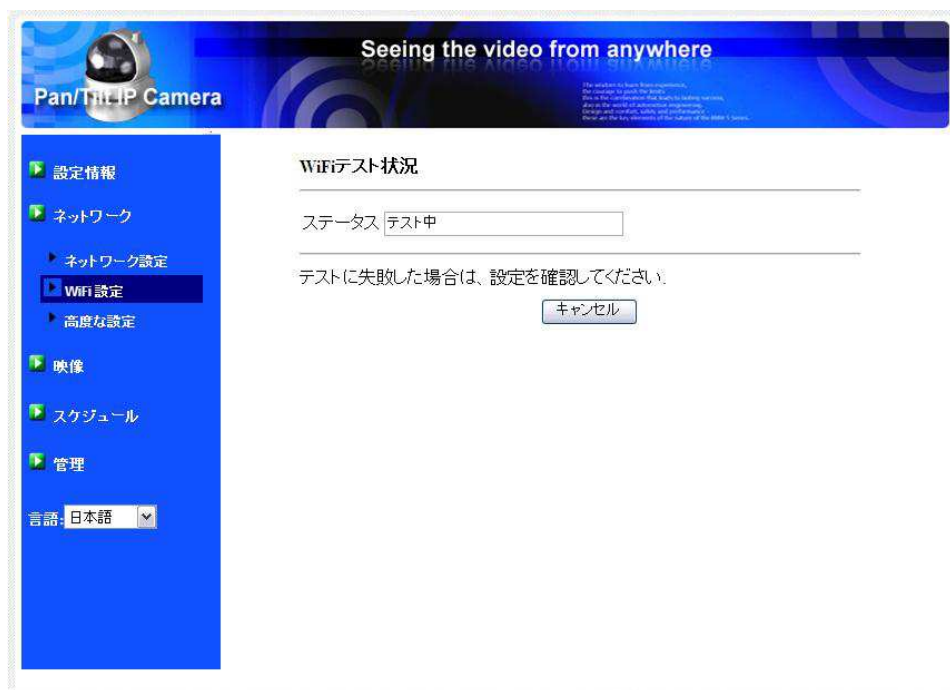 Seeing the video from anywhere
Pan/Tilt IP Camera
設定情報
ネットワーク
ネットワーク設定
WiFi 設定
高度な設定
映像
スケジュール
管理
言語: 日本語
WiFiテスト状況
ステータス テスト中
テストに失敗した場合は、設定を確認してください.
キャンセル